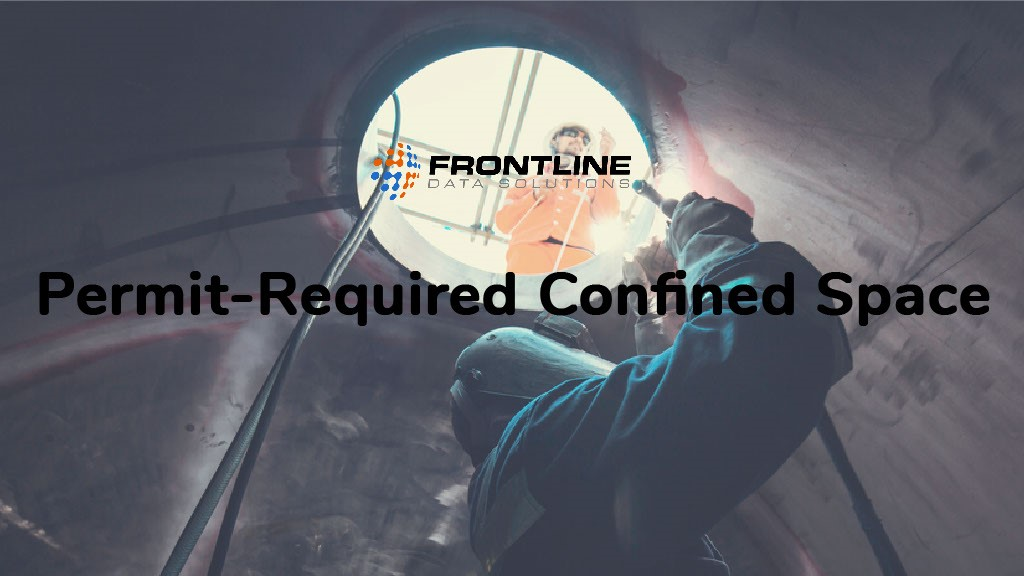 FRONTLINE
DATA SOLUTIONS
Permit-Required Confined Space